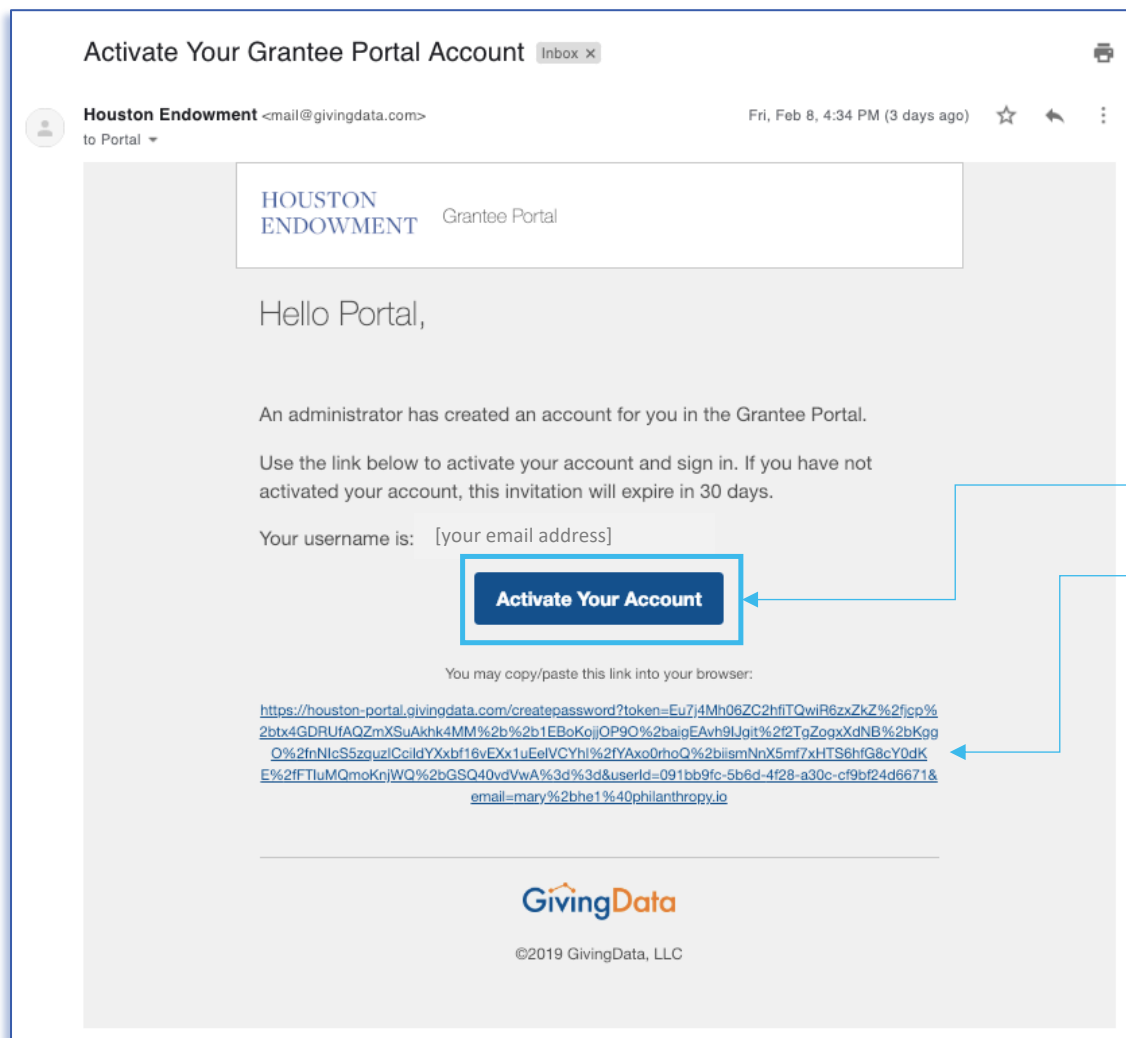 Activate Your Grantee Portal Account Inbox ×
Houston Endowment <mail@givingdata.com> Fri, Feb 8, 4:34 PM (3 days ago)
to Portal
HOUSTON
ENDOWMENT Grantee Portal
Hello Portal,
An administrator has created an account for you in the Grantee Portal.
Use the link below to activate your account and sign in. If you have not
activated your account, this invitation will expire in 30 days.
Your username is: [your email address]
Activate Your Account
You may copy/paste this link into your browser:
https://houston-portal.givingdata.com/createpassword?token=Eu7j4Mh06ZC2hfiTQwiR6zxZkZ%2fjcp%
2btx4GDRUfAQZmXSuAkhk4MM%2b%2b1EBoKojjOP9O%2baigEAvh9IJgit%2f2TgZogxXdNB%2bKgg
O%2fnNIcS5zquzlCcildYXxbf16vEXx1uEelVCYhl%2fYAxo0rhoQ%2biismNnX5mf7xHTS6hfG8cY0dK
E%2fFTIuMQmoKnjWQ%2bGSQ40vdVwA%3d%3d&userId=091bb9fc-5b6d-4f28-a30c-cf9bf24d6671&
email=mary%2bhe1%40philanthropy.io
GivingData
©2019 GivingData, LLC